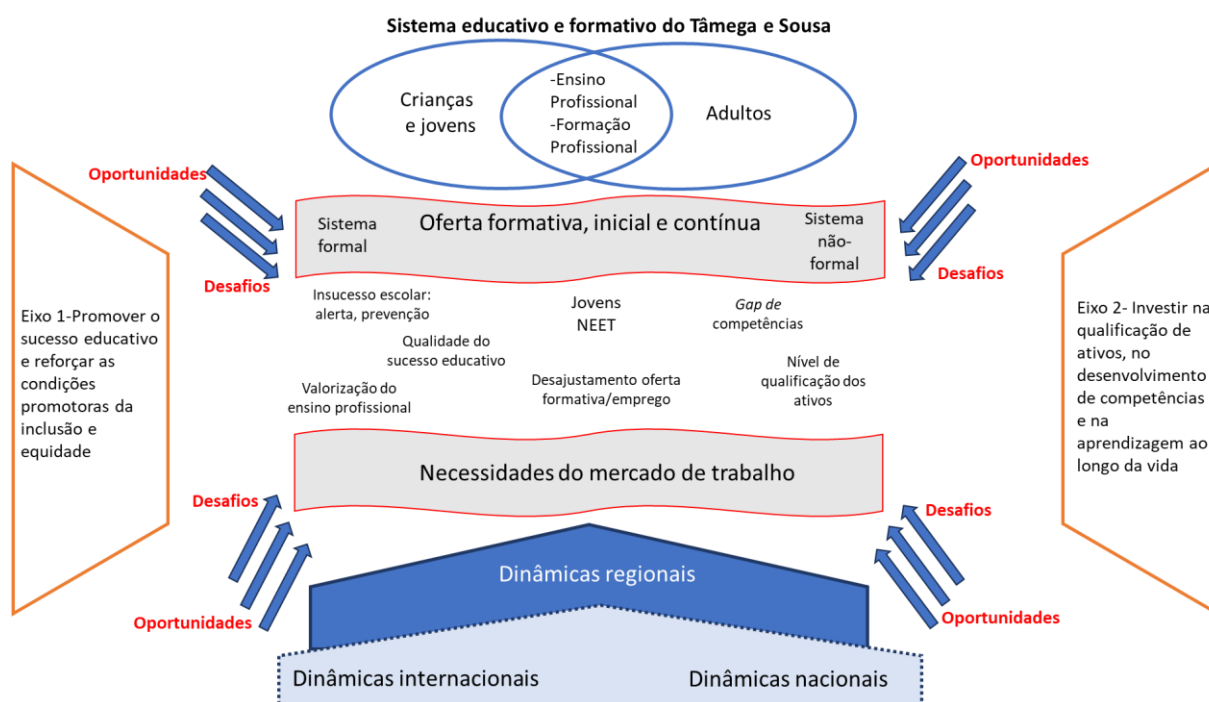 Sistema educativo e formativo do Tâmega e Sousa
Crianças
e jovens
-Ensino
Profissional
-Formação
Profissional
Adultos
Oportunidades
Oportunidades
Sistema
formal
Oferta formativa, inicial e contínua
Sistema
não-
formal
Desafios
Desafios
Eixo 1-Promover o
sucesso educativo
e reforçar as
condições
promotoras da
inclusão e
equidade
Insucesso escolar:
alerta, prevenção
Jovens
NEET
Gap de
competências
Qualidade do
sucesso educativo
Valorização do
ensino profissional
Desajustamento oferta
formativa/emprego
Nível de
qualificação dos
ativos
Eixo 2- Investir na
qualificação de
ativos, no
desenvolvimento
de competências
e na
aprendizagem ao
longo da vida
Necessidades do mercado de trabalho
Desafios
Desafios
Dinâmicas regionais
Oportunidades
Oportunidades
Dinâmicas internacionais
Dinâmicas nacionais